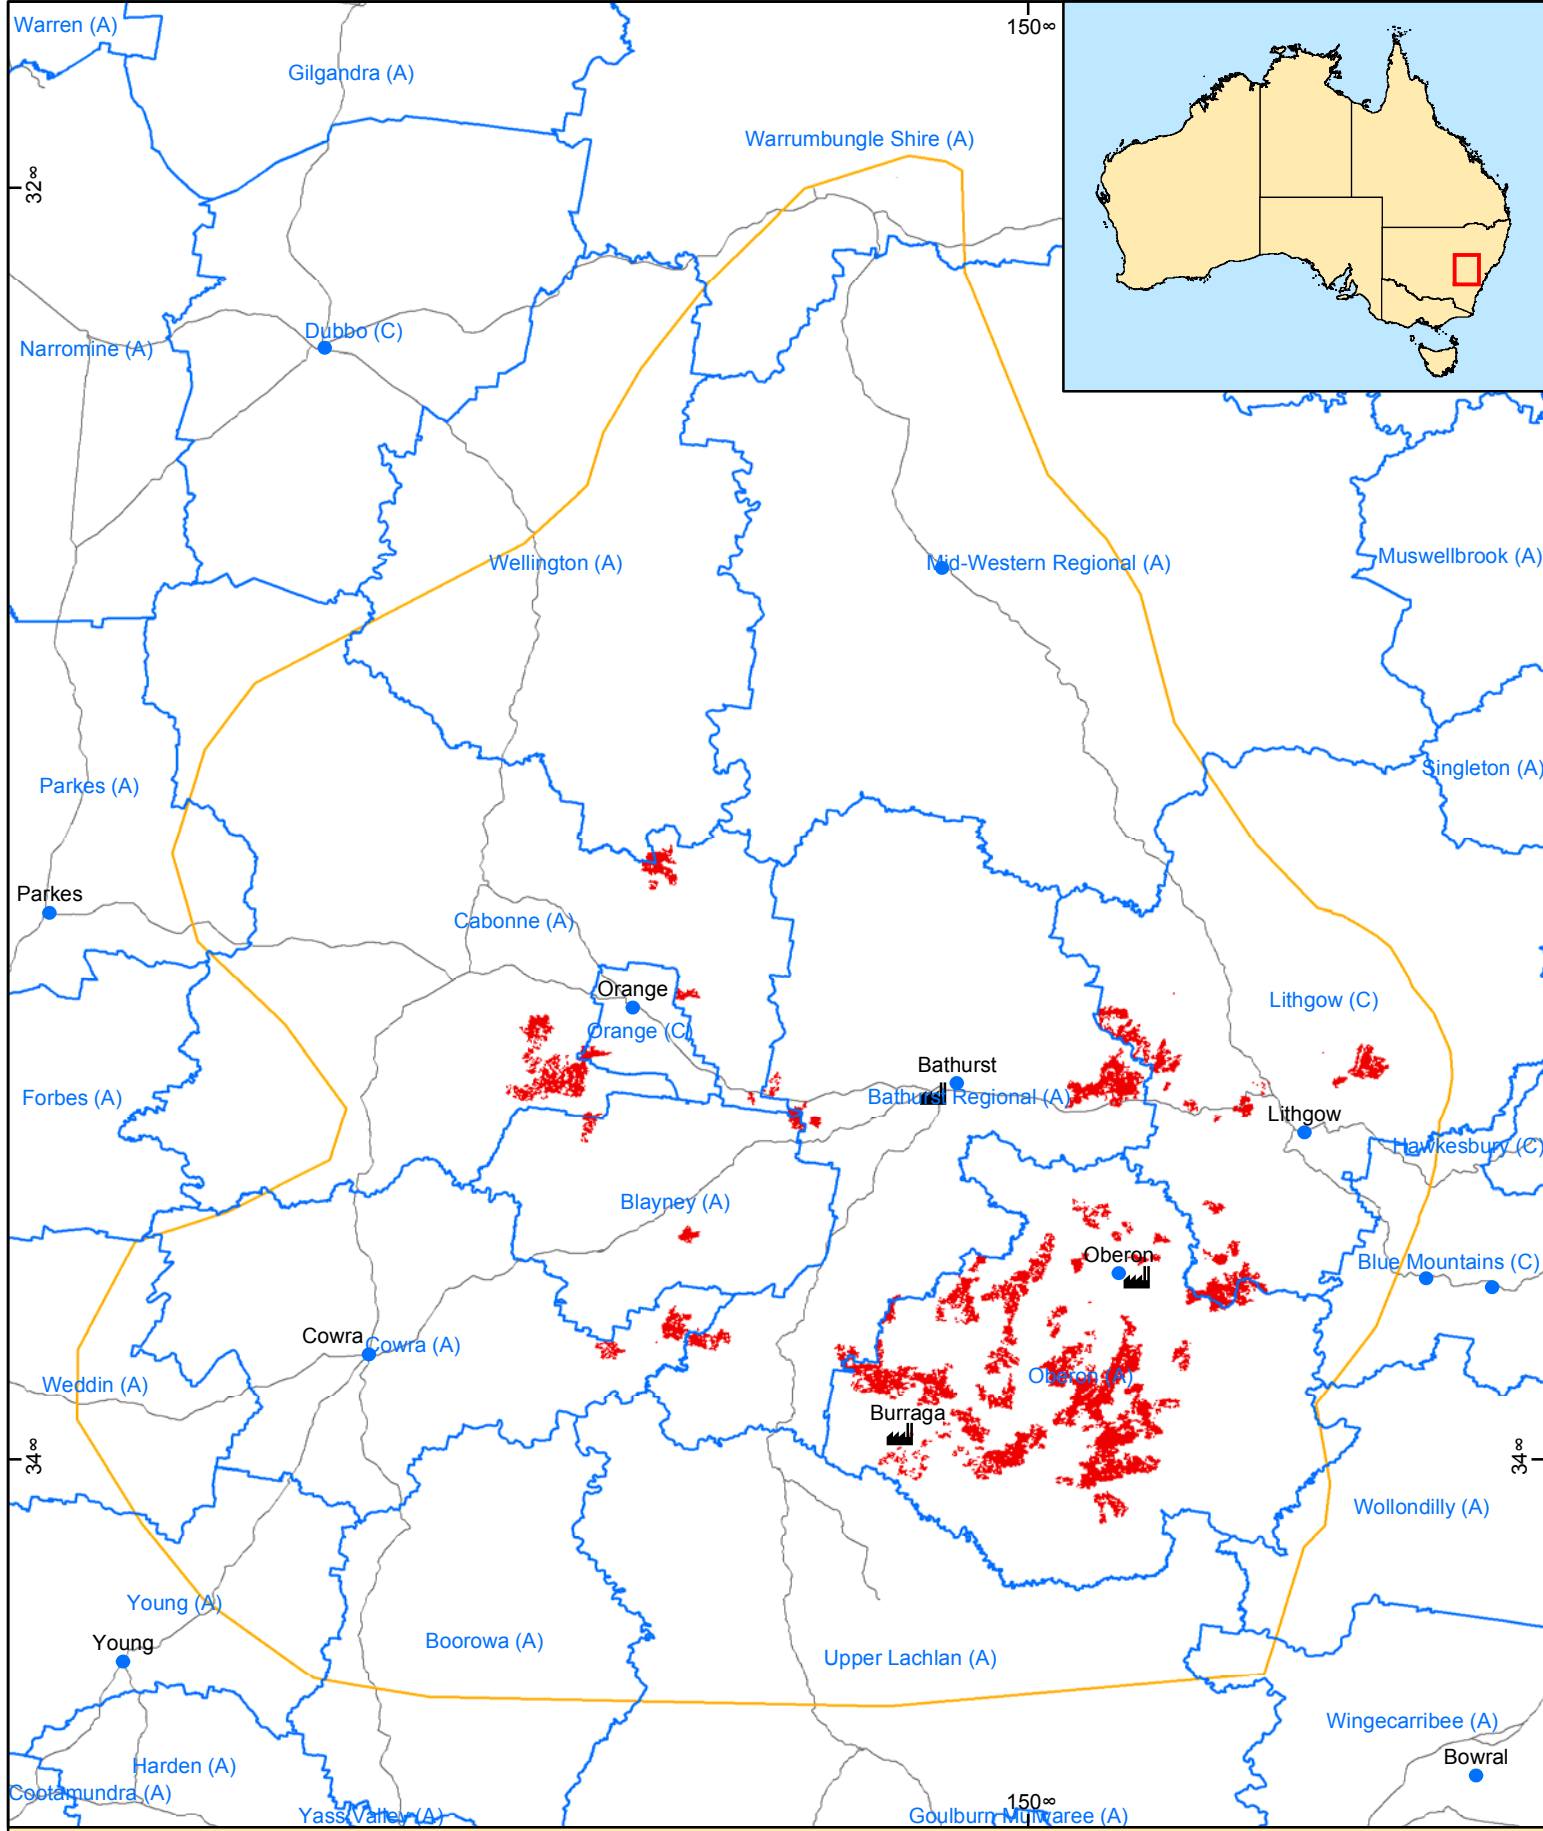 Warren (A)
150∞
Gilgandra (A)
Warrumbungle Shire (A)
32∞
Dubbo (C)
Narromine (A)
Wellington (A)
Mid-Western Regional (A)
Muswellbrook (A)
Singleton (A)
Parkes (A)
Parkes
Cabonne (A)
Orange
Lithgow (C)
Orange (C)
Bathurst
Forbes (A)
Bathurst Regional (A)
Lithgow
Hawkesbury (C)
Blayney (A)
Oberon
Blue Mountains (C)
Cowra
Cowra (A)
Weddin (A)
Oberon (A)
Burraga
34∞
34∞
Wollondilly (A)
Young (A)
Young
Boorowa (A)
Upper Lachlan (A)
Wingecarribee (A)
Bowral
Harden (A)
Cootamundra (A)
150∞
Yass Valley (A)
Goulburn Mulwaree (A)